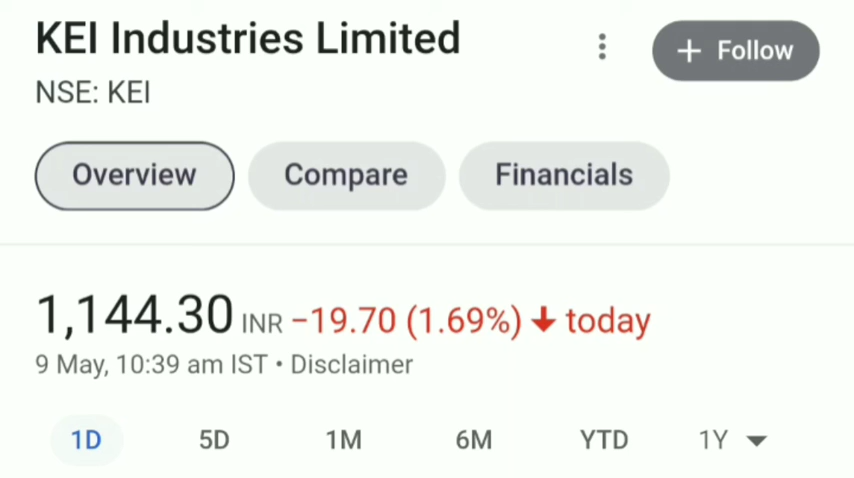 KEI Industries Limited
+ Follow
NSE: KEI
Overview Compare Financials
1,144.30 INR −19.70 (1.69%) ↓ today
9 May, 10:39 am IST • Disclaimer
1D 5D 1M 6M YTD 1Y